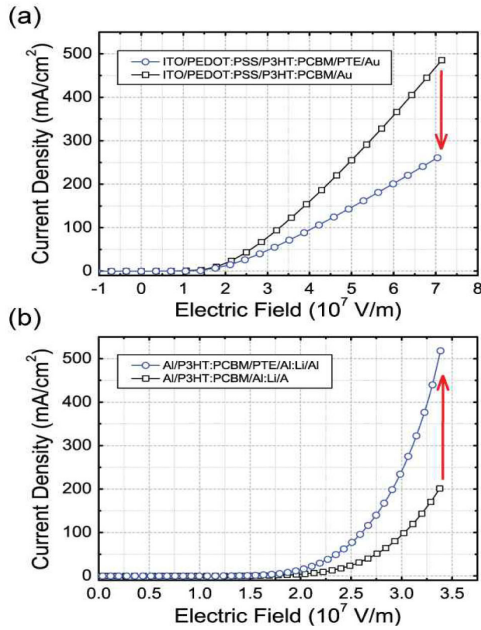 (a)
500
400
300
200
100
0
Current Density (mA/cm²)
ITO/PEDOT:PSS/P3HT:PCBM/PTE/Au
ITO/PEDOT:PSS/P3HT:PCBM/Au
-1 0 1 2 3 4 5 6 7 8
Electric Field (10⁷ V/m)
(b)
500
400
300
200
100
0
Current Density (mA/cm²)
Al/P3HT:PCBM/PTE/Al:Li/Al
Al/P3HT:PCBM/Al:Li/A
0.0 0.5 1.0 1.5 2.0 2.5 3.0 3.5
Electric Field (10⁷ V/m)